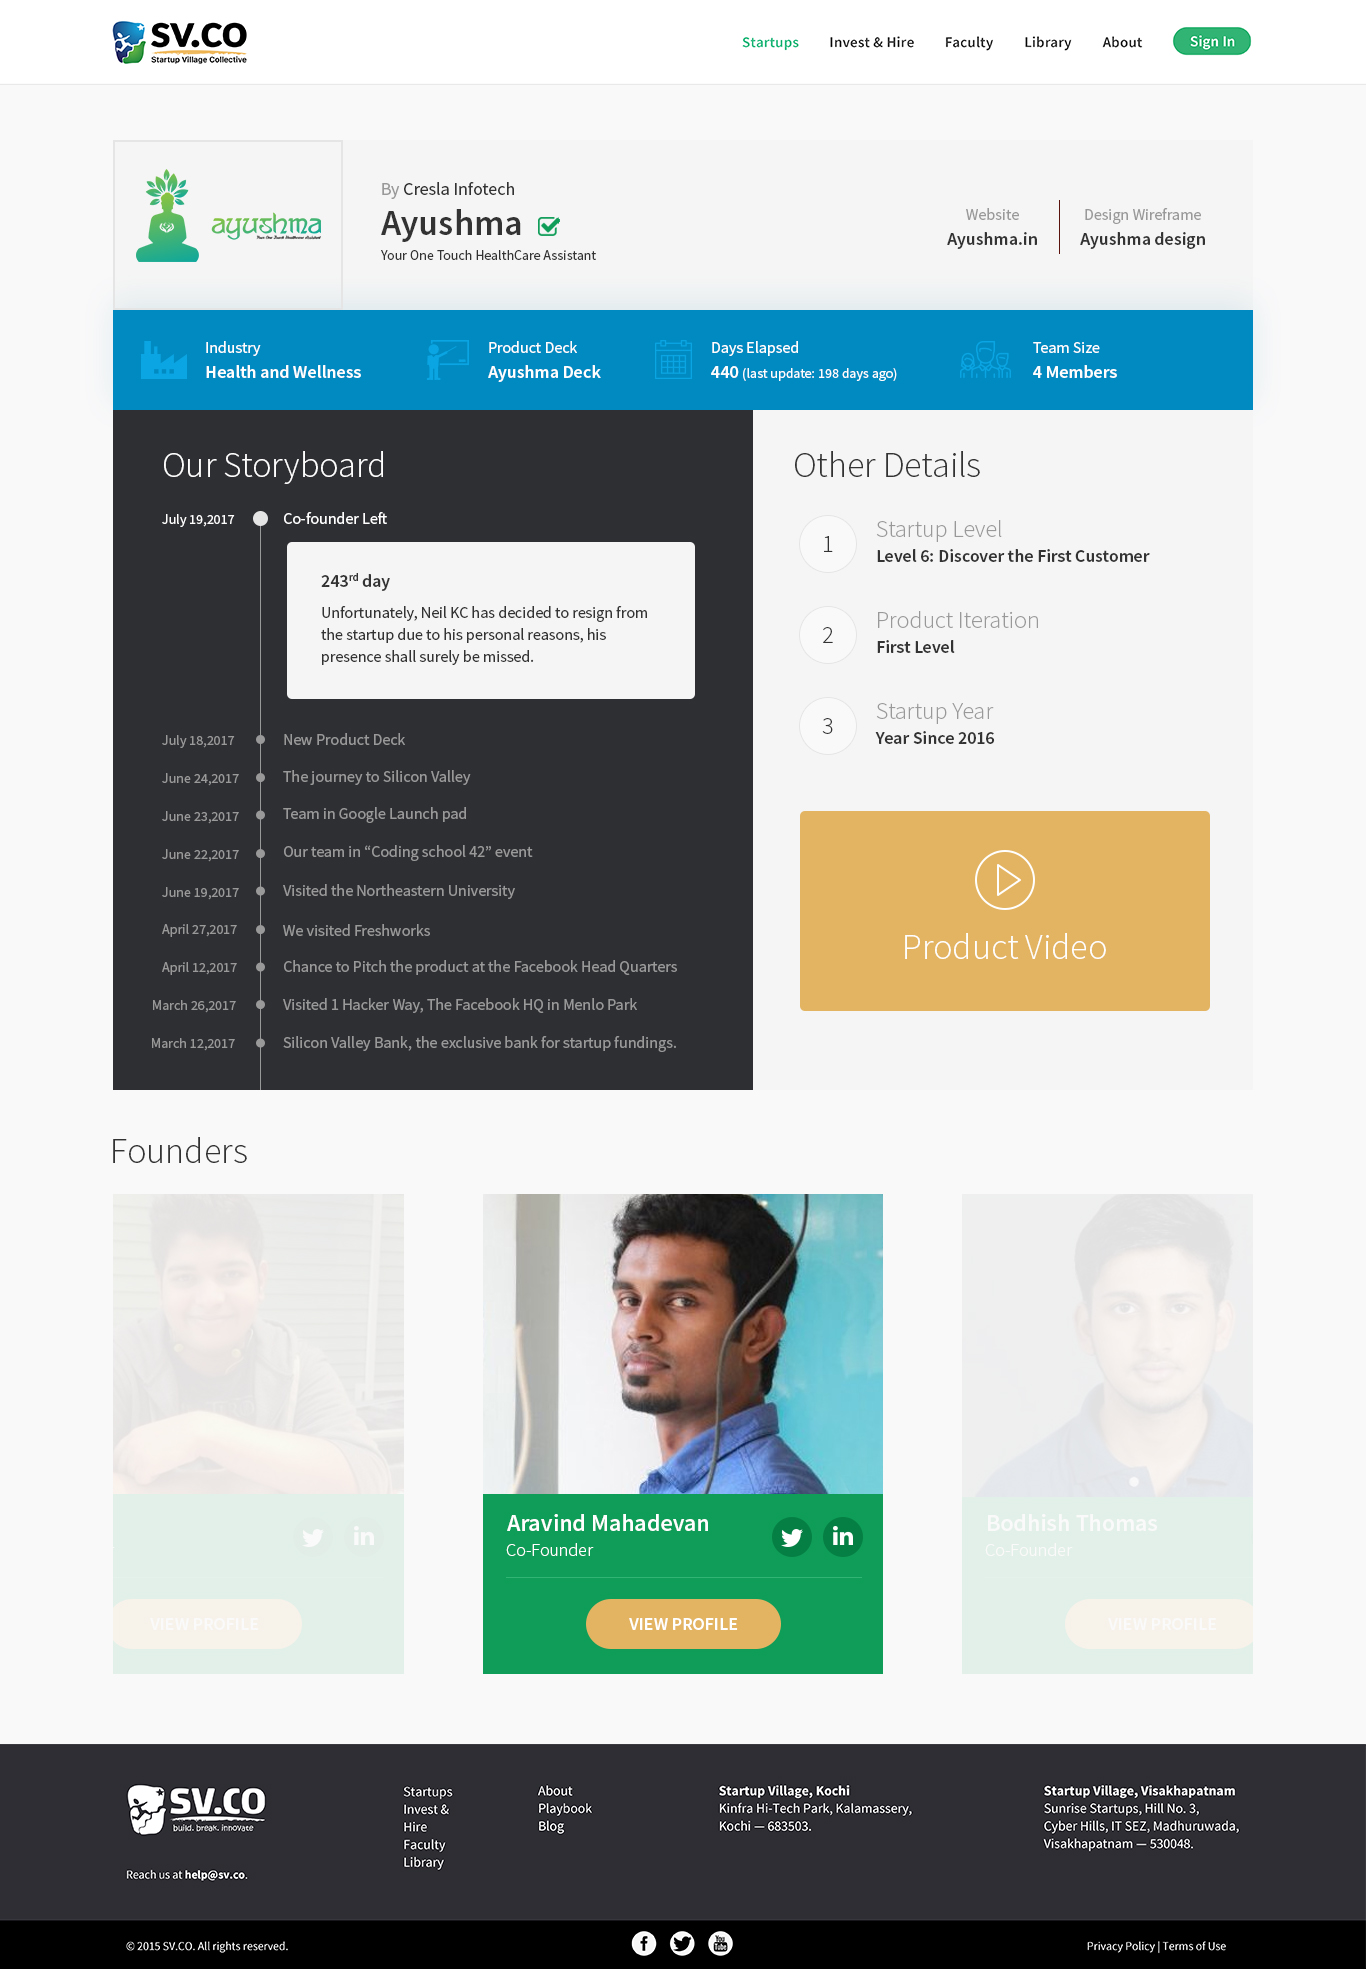 SV.CO
Startup Village Collective
Startups
Invest & Hire
Faculty
Library
About
Sign In
ayushma
Your One Touch Healthcare Assistant
By Cresla Infotech
Ayushma
Your One Touch HealthCare Assistant
Website
Ayushma.in
Design Wireframe
Ayushma design
Industry
Health and Wellness
Product Deck
Ayushma Deck
Days Elapsed
440 (last update: 198 days ago)
Team Size
4 Members
Our Storyboard
July 19,2017 Co-founder Left
243rd day
Unfortunately, Neil KC has decided to resign from
the startup due to his personal reasons, his
presence shall surely be missed.
July 18,2017 New Product Deck
June 24,2017 The journey to Silicon Valley
June 23,2017 Team in Google Launch pad
June 22,2017 Our team in “Coding school 42” event
June 19,2017 Visited the Northeastern University
April 27,2017 We visited Freshworks
April 12,2017 Chance to Pitch the product at the Facebook Head Quarters
March 26,2017 Visited 1 Hacker Way, The Facebook HQ in Menlo Park
March 12,2017 Silicon Valley Bank, the exclusive bank for startup fundings.
Other Details
1
Startup Level
Level 6: Discover the First Customer
2
Product Iteration
First Level
3
Startup Year
Year Since 2016
Product Video
Founders
in
VIEW PROFILE
Aravind Mahadevan
Co-Founder
in
VIEW PROFILE
Bodhish Thomas
Co-Founder
VIEW PROFILE
SV.CO
build. break. innovate
Reach us at help@sv.co.
Startups
Invest &
Hire
Faculty
Library
About
Playbook
Blog
Startup Village, Kochi
Kinfra Hi-Tech Park, Kalamassery,
Kochi — 683503.
Startup Village, Visakhapatnam
Sunrise Startups, Hill No. 3,
Cyber Hills, IT SEZ, Madhuruwada,
Visakhapatnam — 530048.
© 2015 SV.CO. All rights reserved.
f
You
Tube
Privacy Policy | Terms of Use